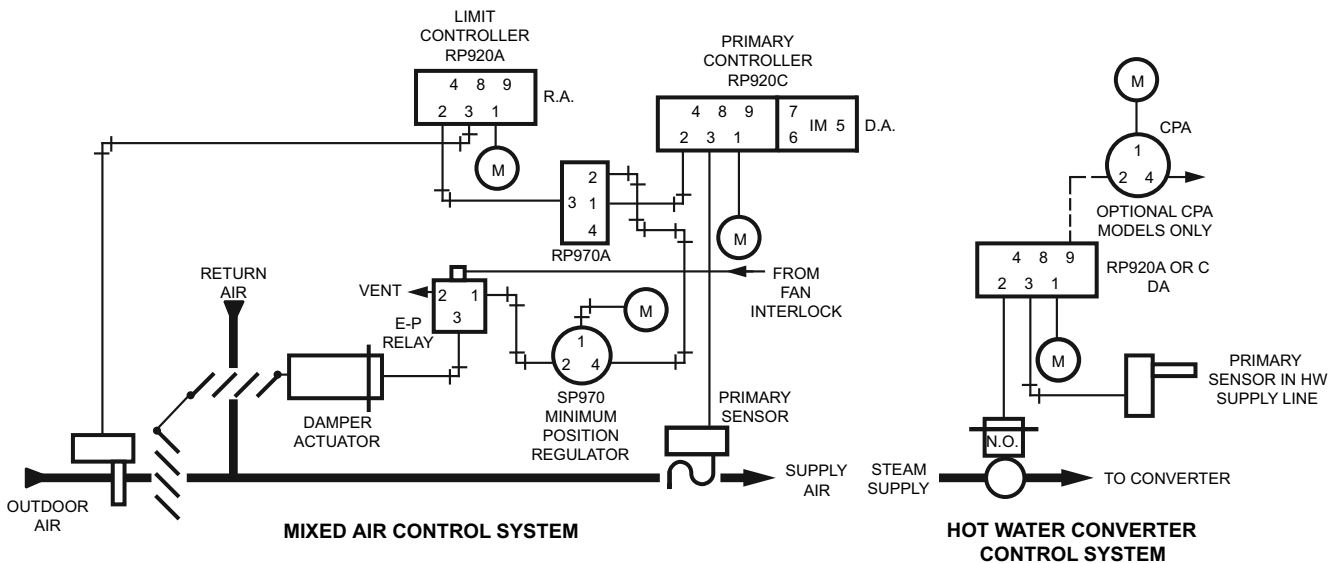 LIMIT
CONTROLLER
RP920A
4 8 9
2 3 1
R.A.
M
PRIMARY
CONTROLLER
RP920C
4 8 9
2 3 1
7
6
IM 5
D.A.
M
2
3 1
4
RP970A
RETURN
AIR
VENT
2 1
3
E-P
RELAY
FROM
FAN
INTERLOCK
M
1
2 4
SP970
MINIMUM
POSITION
REGULATOR
DAMPER
ACTUATOR
PRIMARY
SENSOR
OUTDOOR
AIR
SUPPLY
AIR
MIXED AIR CONTROL SYSTEM
M
CPA
1
2 4
OPTIONAL CPA
MODELS ONLY
4 8 9
2 3 1
RP920A OR C
DA
M
PRIMARY
SENSOR IN HW
SUPPLY LINE
N.O.
STEAM
SUPPLY
TO CONVERTER
HOT WATER CONVERTER
CONTROL SYSTEM